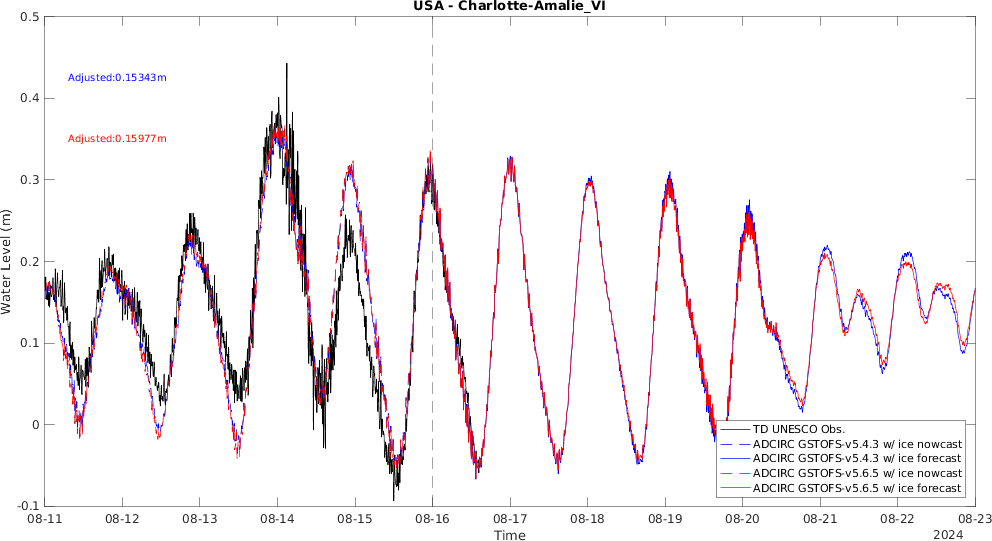 USA - Charlotte-Amalie_VI
Adjusted:0.15343m
Adjusted:0.15977m
Water Level (m)
0.5
0.4
0.3
0.2
0.1
0
-0.1
TD UNESCO Obs.
ADCIRC GSTOFS-v5.4.3 w/ ice nowcast
ADCIRC GSTOFS-v5.4.3 w/ ice forecast
ADCIRC GSTOFS-v5.6.5 w/ ice nowcast
ADCIRC GSTOFS-v5.6.5 w/ ice forecast
08-11 08-12 08-13 08-14 08-15 08-16 08-17 08-18 08-19 08-20 08-21 08-22 08-23
Time
2024